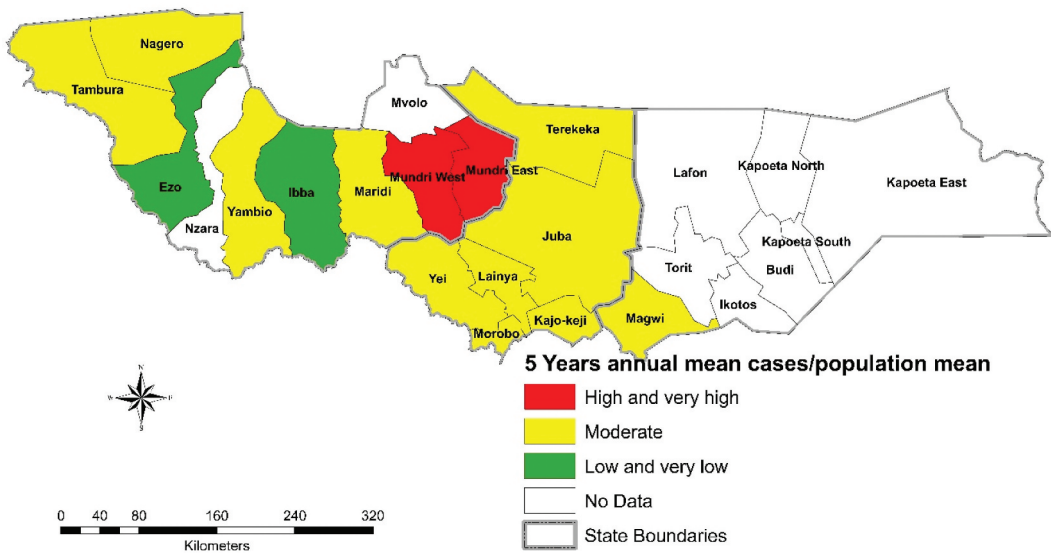 Nagero
Tambura
Mvolo
Terekeka
Kapoeta North
Lafon
Kapoeta East
Mundri West
Mundri East
Ezo
Ibba
Maridi
Yambio
Nzara
Juba
Kapoeta South
Torit
Budi
Yei
Lainya
Ikotos
Magwi
Morobo
Kajo-keji
5 Years annual mean cases/population mean
High and very high
Moderate
Low and very low
No Data
State Boundaries
N
S
0 20 40 80 160 240 320
Kilometers